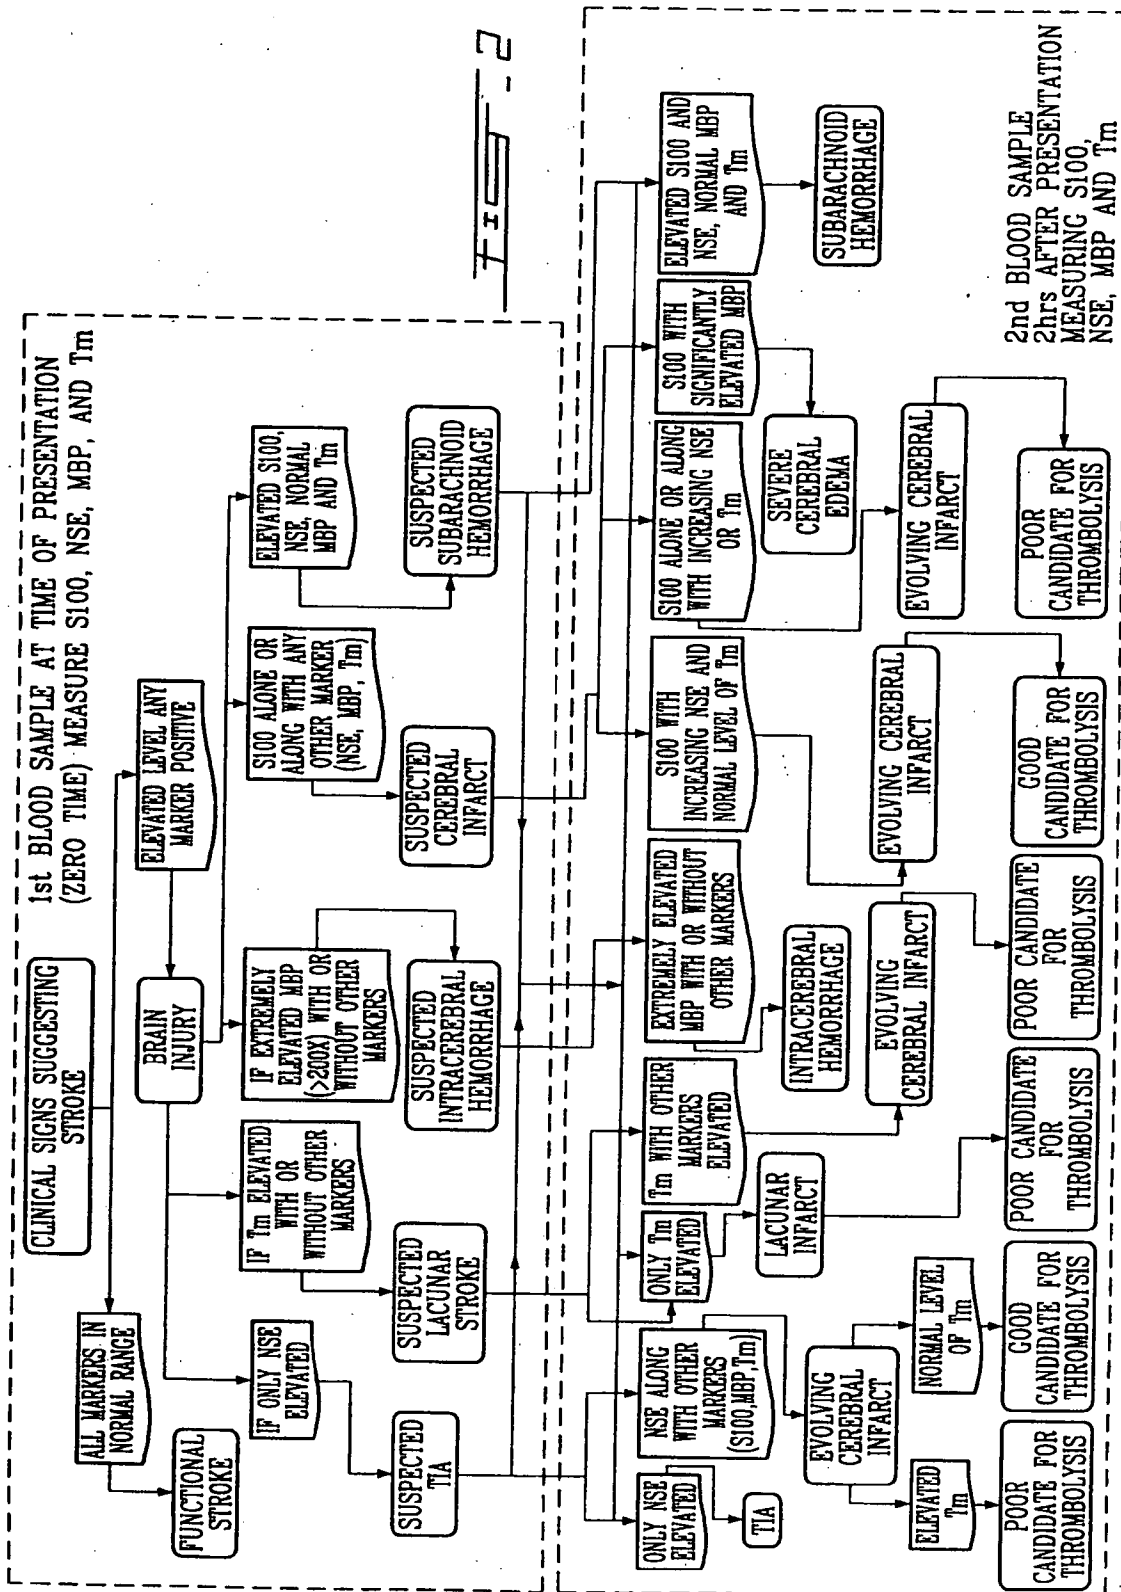 1st BLOOD SAMPLE AT TIME OF PRESENTATION
(ZERO TIME) MEASURE S100, NSE, MBP, AND Tm
CLINICAL SIGNS SUGGESTING
STROKE
ALL MARKERS IN
NORMAL RANGE
ELEVATED LEVEL ANY
MARKER POSITIVE
FUNCTIONAL
STROKE
BRAIN
INJURY
IF ONLY NSE
ELEVATED
IF Tm ELEVATED
WITH OR
WITHOUT OTHER
MARKERS
IF EXTREMELY
ELEVATED MBP
(>20X) WITH OR
WITHOUT OTHER
MARKERS
S100 ALONE OR
ALONG WITH ANY
OTHER MARKER
(NSE, MBP, Tm)
ELEVATED S100,
NSE, NORMAL
MBP AND Tm
SUSPECTED
TIA
SUSPECTED
LACUNAR
STROKE
SUSPECTED
INTRACEREBRAL
HEMORRHAGE
SUSPECTED
CEREBRAL
INFARCT
SUSPECTED
SUBARACHNOID
HEMORRHAGE
FIG - 2
ONLY NSE
ELEVATED
NSE ALONG
WITH OTHER
MARKERS
(S100,MBP,Tm)
ONLY Tm
ELEVATED
Tm WITH OTHER
MARKERS
ELEVATED
EXTREMELY ELEVATED
MBP WITH OR WITHOUT
OTHER MARKERS
S100 WITH
INCREASING NSE AND
NORMAL LEVEL OF Tm
S100 ALONE OR ALONG
WITH INCREASING NSE
OR Tm
S100 WITH
SIGNIFICANTLY
ELEVATED MBP
ELEVATED S100 AND
NSE, NORMAL MBP
AND Tm
TIA
EVOLVING
CEREBRAL
INFARCT
LACUNAR
INFARCT
INTRACEREBRAL
HEMORRHAGE
SEVERE
CEREBRAL
EDEMA
SUBARACHNOID
HEMORRHAGE
ELEVATED
Tm
NORMAL LEVEL
OF Tm
EVOLVING
CEREBRAL INFARCT
EVOLVING CEREBRAL
INFARCT
EVOLVING CEREBRAL
INFARCT
POOR
CANDIDATE FOR
THROMBOLYSIS
GOOD
CANDIDATE FOR
THROMBOLYSIS
POOR CANDIDATE
FOR
THROMBOLYSIS
POOR CANDIDATE
FOR
THROMBOLYSIS
GOOD
CANDIDATE FOR
THROMBOLYSIS
POOR
CANDIDATE FOR
THROMBOLYSIS
2nd BLOOD SAMPLE
2hrs AFTER PRESENTATION
MEASURING S100,
NSE, MBP AND Tm